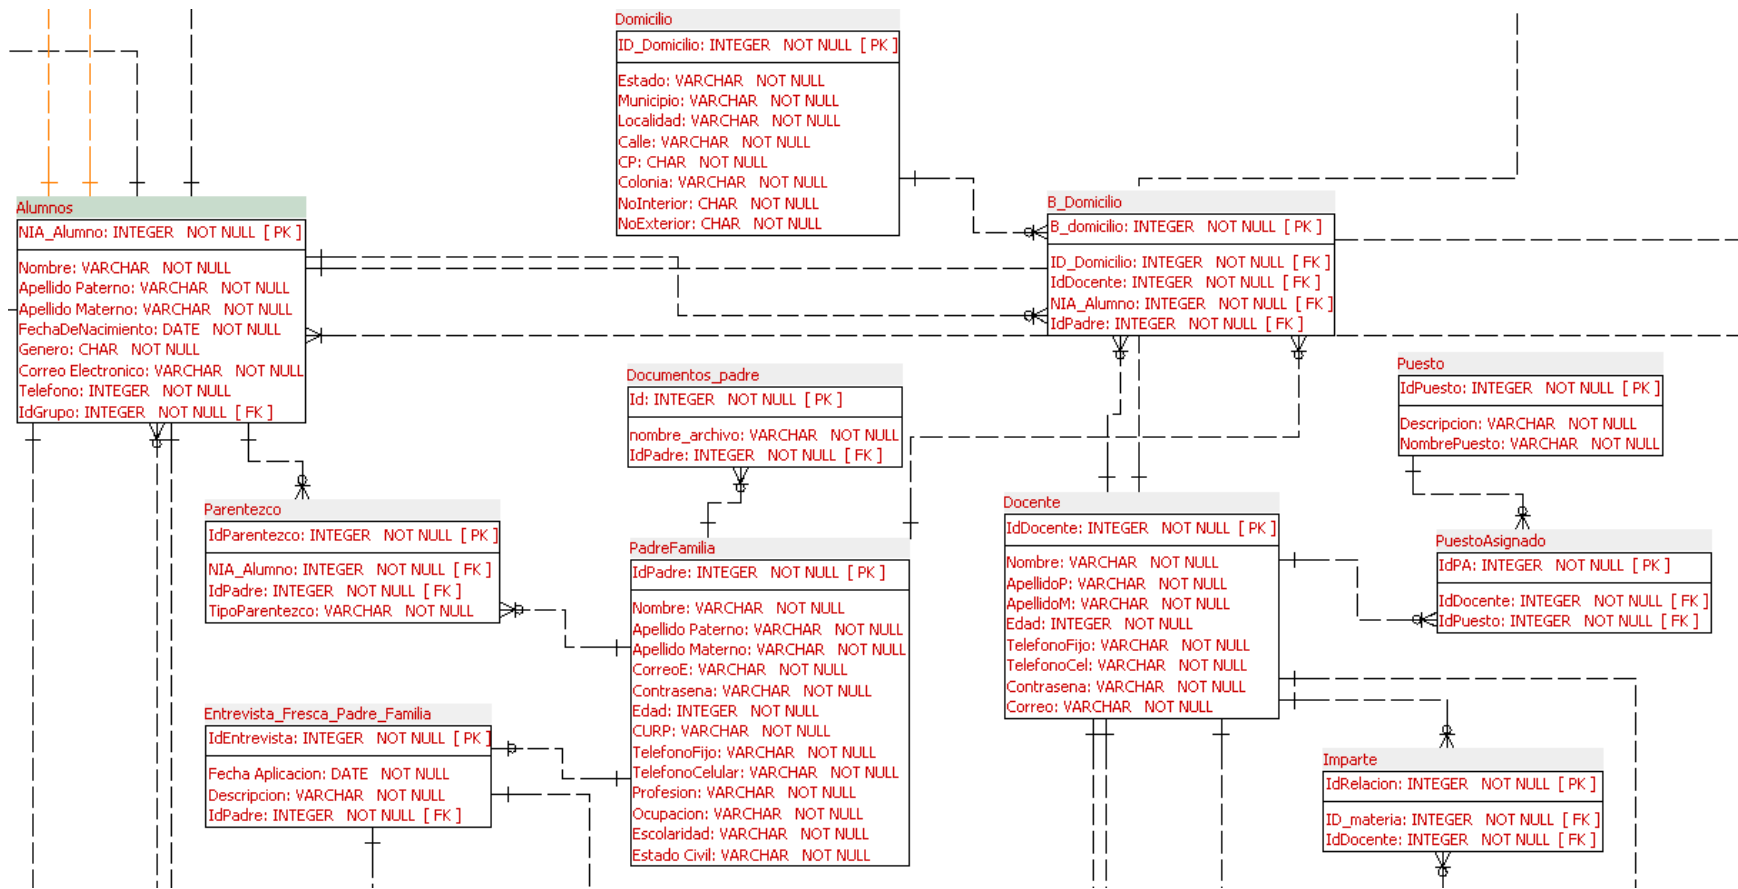 Domicilio
ID_Domicilio: INTEGER NOT NULL [ PK ]
Estado: VARCHAR NOT NULL
Municipio: VARCHAR NOT NULL
Localidad: VARCHAR NOT NULL
Calle: VARCHAR NOT NULL
CP: CHAR NOT NULL
Colonia: VARCHAR NOT NULL
NoInterior: CHAR NOT NULL
NoExterior: CHAR NOT NULL
Alumnos
NIA_Alumno: INTEGER NOT NULL [ PK ]
Nombre: VARCHAR NOT NULL
Apellido Paterno: VARCHAR NOT NULL
Apellido Materno: VARCHAR NOT NULL
FechaDeNacimiento: DATE NOT NULL
Genero: CHAR NOT NULL
Correo Electronico: VARCHAR NOT NULL
Telefono: INTEGER NOT NULL
IdGrupo: INTEGER NOT NULL [ FK ]
B_Domicilio
B_domicilio: INTEGER NOT NULL [ PK ]
ID_Domicilio: INTEGER NOT NULL [ FK ]
IdDocente: INTEGER NOT NULL [ FK ]
NIA_Alumno: INTEGER NOT NULL [ FK ]
IdPadre: INTEGER NOT NULL [ FK ]
Documentos_padre
Id: INTEGER NOT NULL [ PK ]
nombre_archivo: VARCHAR NOT NULL
IdPadre: INTEGER NOT NULL [ FK ]
Puesto
IdPuesto: INTEGER NOT NULL [ PK ]
Descripcion: VARCHAR NOT NULL
NombrePuesto: VARCHAR NOT NULL
Parentezco
IdParentezco: INTEGER NOT NULL [ PK ]
NIA_Alumno: INTEGER NOT NULL [ FK ]
IdPadre: INTEGER NOT NULL [ FK ]
TipoParentezco: VARCHAR NOT NULL
PadreFamilia
IdPadre: INTEGER NOT NULL [ PK ]
Nombre: VARCHAR NOT NULL
Apellido Paterno: VARCHAR NOT NULL
Apellido Materno: VARCHAR NOT NULL
CorreoE: VARCHAR NOT NULL
Contrasena: VARCHAR NOT NULL
Edad: INTEGER NOT NULL
CURP: VARCHAR NOT NULL
TelefonoFijo: VARCHAR NOT NULL
TelefonoCelular: VARCHAR NOT NULL
Profesion: VARCHAR NOT NULL
Ocupacion: VARCHAR NOT NULL
Escolaridad: VARCHAR NOT NULL
Estado Civil: VARCHAR NOT NULL
Docente
IdDocente: INTEGER NOT NULL [ PK ]
Nombre: VARCHAR NOT NULL
ApellidoP: VARCHAR NOT NULL
ApellidoM: VARCHAR NOT NULL
Edad: INTEGER NOT NULL
TelefonoFijo: VARCHAR NOT NULL
TelefonoCel: VARCHAR NOT NULL
Contrasena: VARCHAR NOT NULL
Correo: VARCHAR NOT NULL
PuestoAsignado
IdPA: INTEGER NOT NULL [ PK ]
IdDocente: INTEGER NOT NULL [ FK ]
IdPuesto: INTEGER NOT NULL [ FK ]
Entrevista_Fresca_Padre_Familia
IdEntrevista: INTEGER NOT NULL [ PK ]
Fecha Aplicacion: DATE NOT NULL
Descripcion: VARCHAR NOT NULL
IdPadre: INTEGER NOT NULL [ FK ]
Imparte
IdRelacion: INTEGER NOT NULL [ PK ]
ID_materia: INTEGER NOT NULL [ FK ]
IdDocente: INTEGER NOT NULL [ FK ]